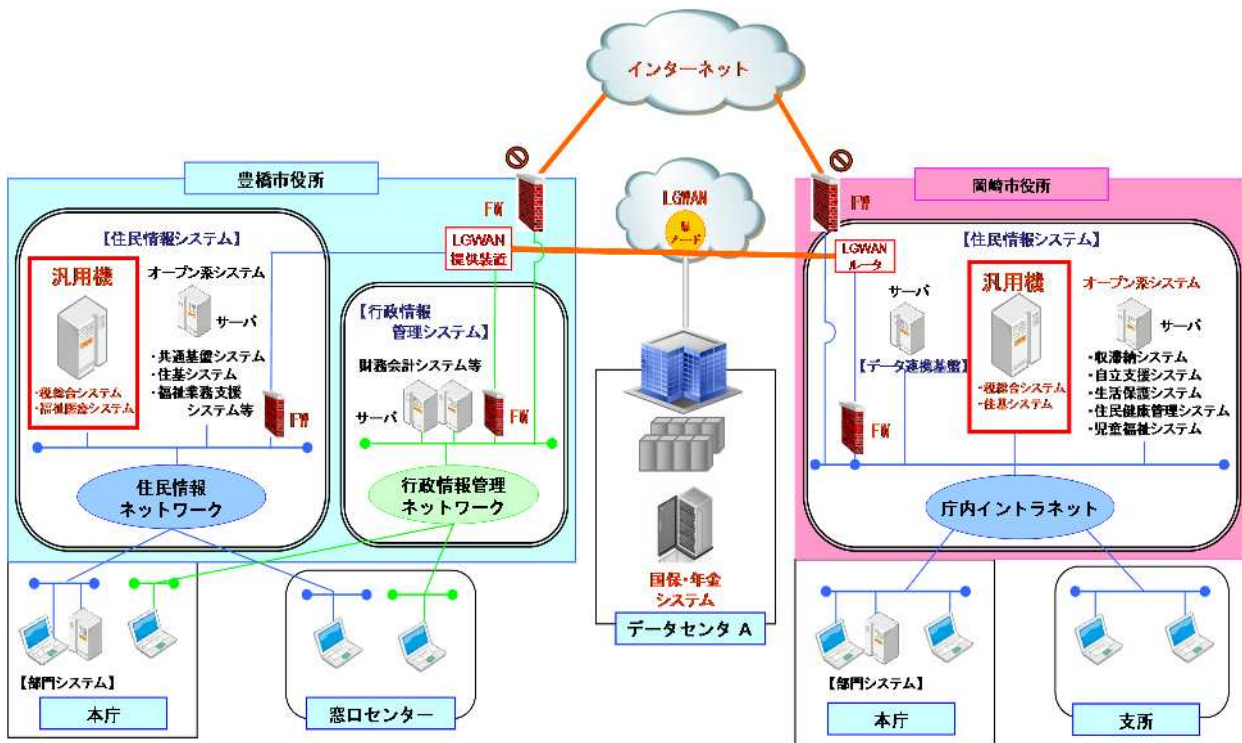 インターネット
豊橋市役所
FW
【住民情報システム】
汎用機
・税総合システム
・福祉医療システム
オープン系システム
サーバ
・共通基盤システム
・住基システム
・福祉業務支援
システム等
FW
LGWAN
提供装置
【行政情報
管理システム】
財務会計システム等
サーバ
FW
住民情報
ネットワーク
行政情報管理
ネットワーク
【部門システム】
本庁
窓口センター
LGWAN
県
ノード
国保・年金
システム
データセンタ A
岡崎市役所
FW
LGWAN
ルータ
【住民情報システム】
サーバ
【データ連携基盤】
FW
汎用機
・税総合システム
・住基システム
オープン系システム
サーバ
・収滞納システム
・自立支援システム
・生活保護システム
・住民健康管理システム
・児童福祉システム
庁内イントラネット
【部門システム】
本庁
支所